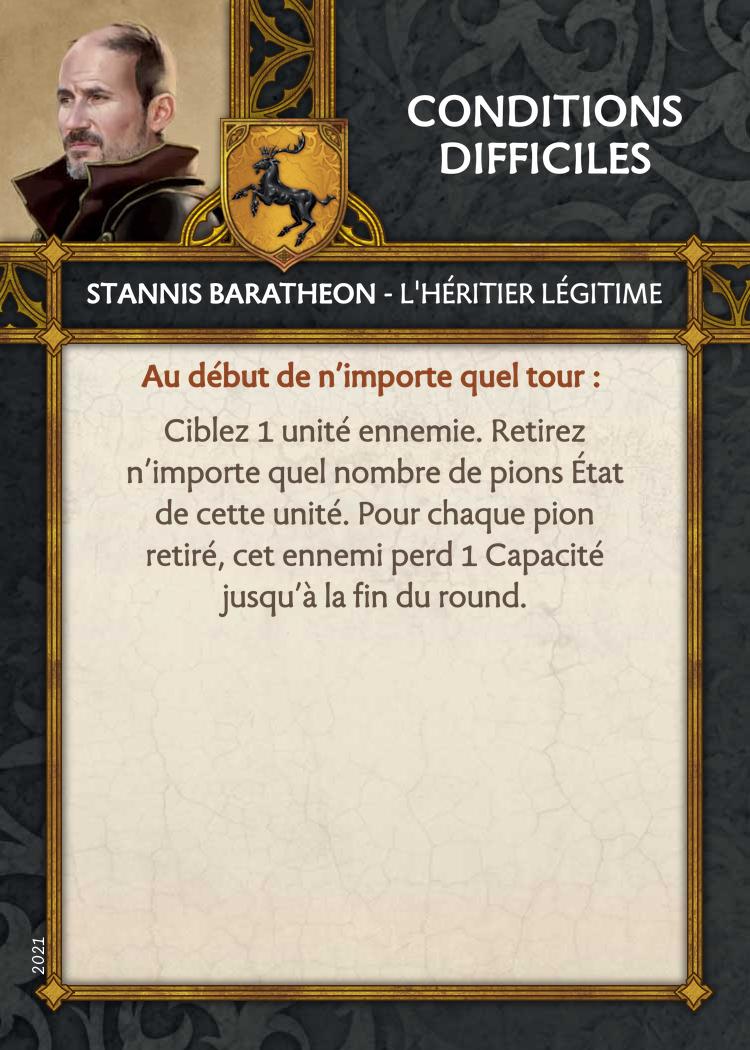 CONDITIONS
DIFFICILES
STANNIS BARATHEON - L'HÉRITIER LÉGITIME
Au début de n’importe quel tour :
Ciblez 1 unité ennemie. Retirez
n’importe quel nombre de pions État
de cette unité. Pour chaque pion
retiré, cet ennemi perd 1 Capacité
jusqu’à la fin du round.
2021